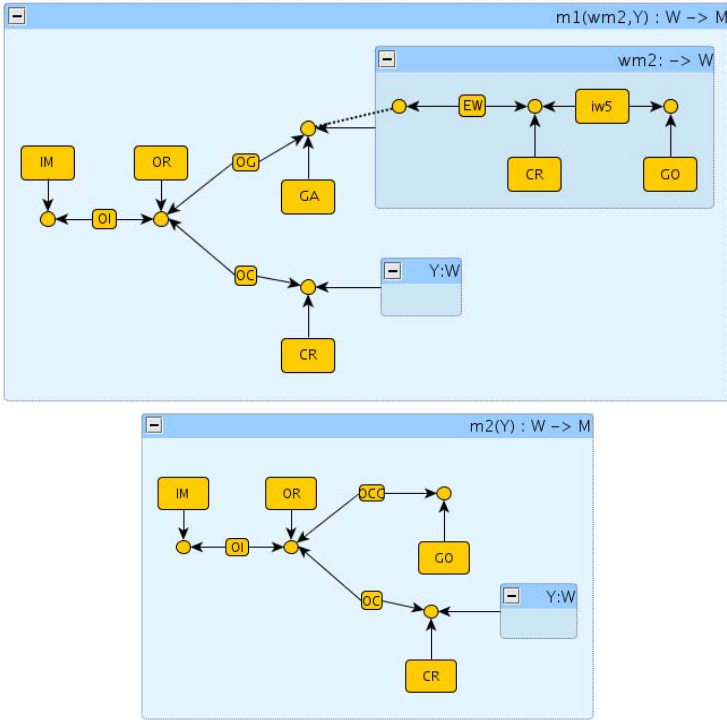 m1(wm2,Y) : W -> M
wm2: -> W
EW
iw5
IM
OR
OG
CR
GO
GA
OI
OC
Y:W
CR
m2(Y) : W -> M
IM
OR
OCC
OI
GO
OC
Y:W
CR